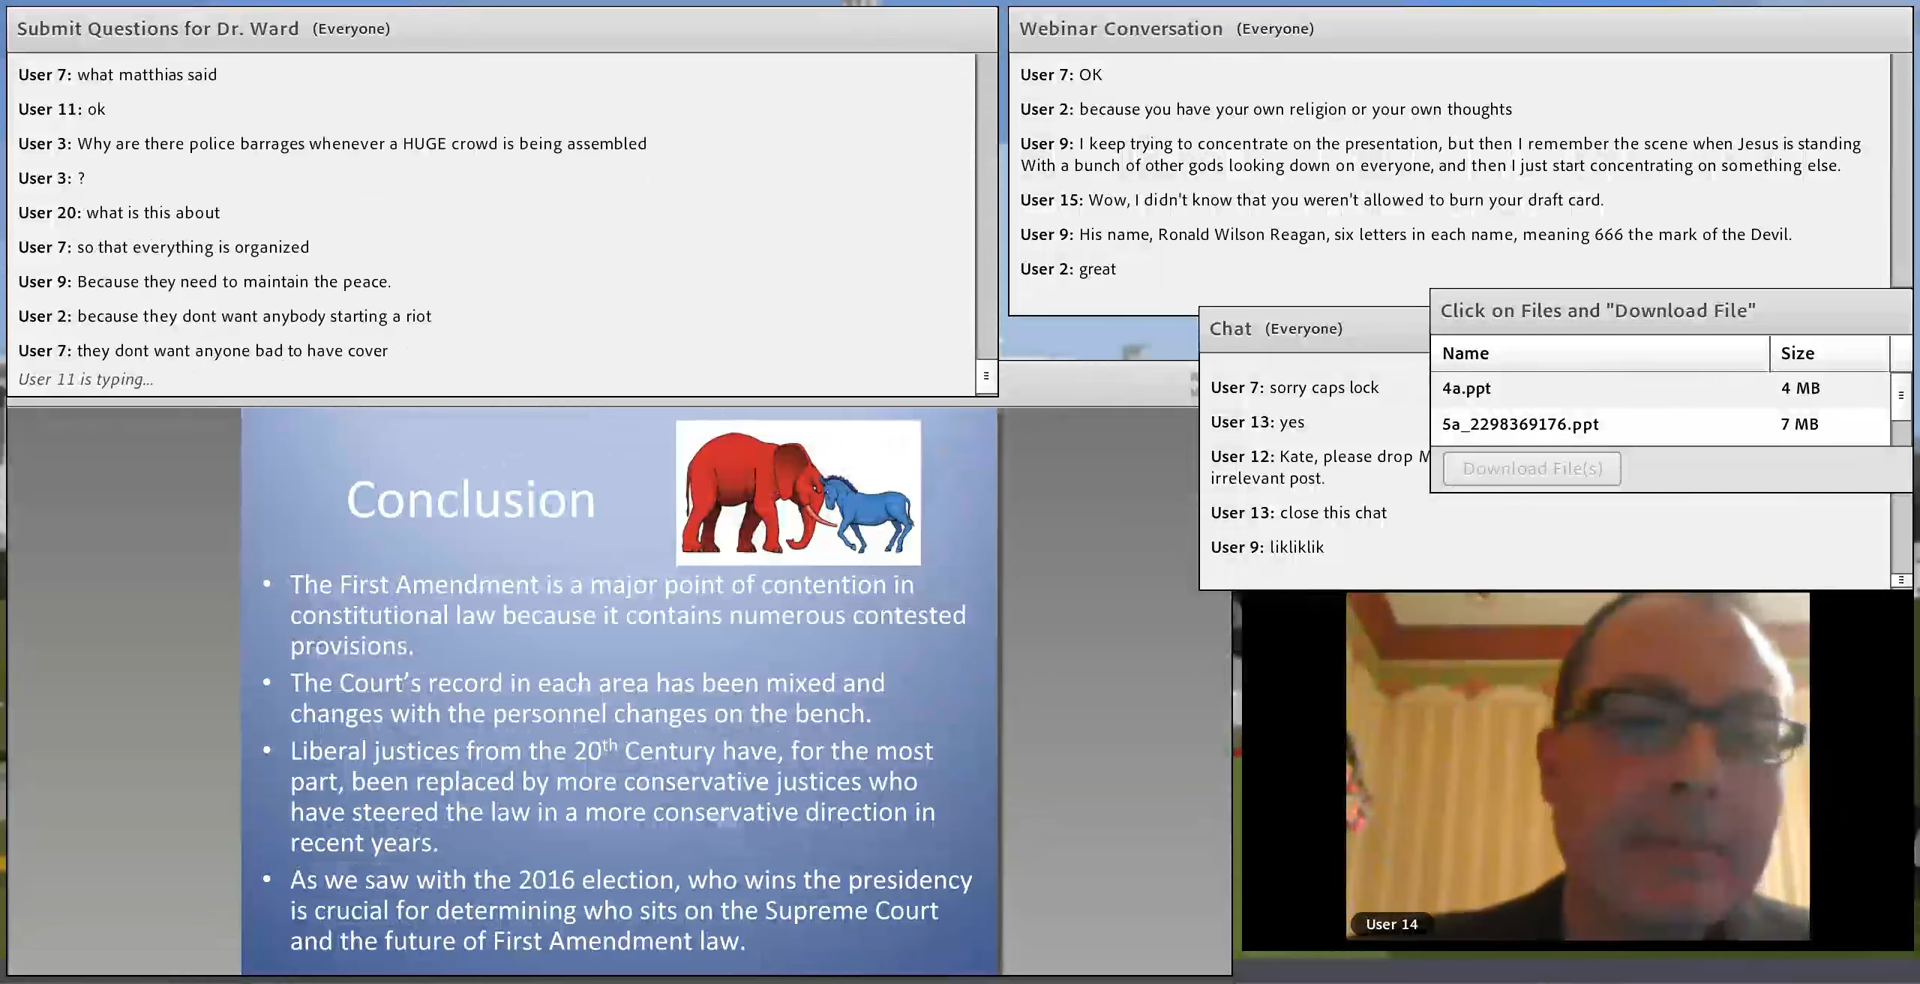 Submit Questions for Dr. Ward (Everyone)
User 7: what matthias said
User 11: ok
User 3: Why are there police barrages whenever a HUGE crowd is being assembled
User 3: ?
User 20: what is this about
User 7: so that everything is organized
User 9: Because they need to maintain the peace.
User 2: because they dont want anybody starting a riot
User 7: they dont want anyone bad to have cover
User 11 is typing...
Webinar Conversation (Everyone)
User 7: OK
User 2: because you have your own religion or your own thoughts
User 9: I keep trying to concentrate on the presentation, but then I remember the scene when Jesus is standing
With a bunch of other gods looking down on everyone, and then I just start concentrating on something else.
User 15: Wow, I didn't know that you weren't allowed to burn your draft card.
User 9: His name, Ronald Wilson Reagan, six letters in each name, meaning 666 the mark of the Devil.
User 2: great
Chat (Everyone)
User 7: sorry caps lock
User 13: yes
User 12: Kate, please drop M
irrelevant post.
User 13: close this chat
User 9: likliklik
Click on Files and "Download File"
Name Size
4a.ppt 4 MB
5a_2298369176.ppt 7 MB
Download File(s)
Conclusion
• The First Amendment is a major point of contention in
constitutional law because it contains numerous contested
provisions.
• The Court's record in each area has been mixed and
changes with the personnel changes on the bench.
• Liberal justices from the 20th Century have, for the most
part, been replaced by more conservative justices who
have steered the law in a more conservative direction in
recent years.
• As we saw with the 2016 election, who wins the presidency
is crucial for determining who sits on the Supreme Court
and the future of First Amendment law.
User 14